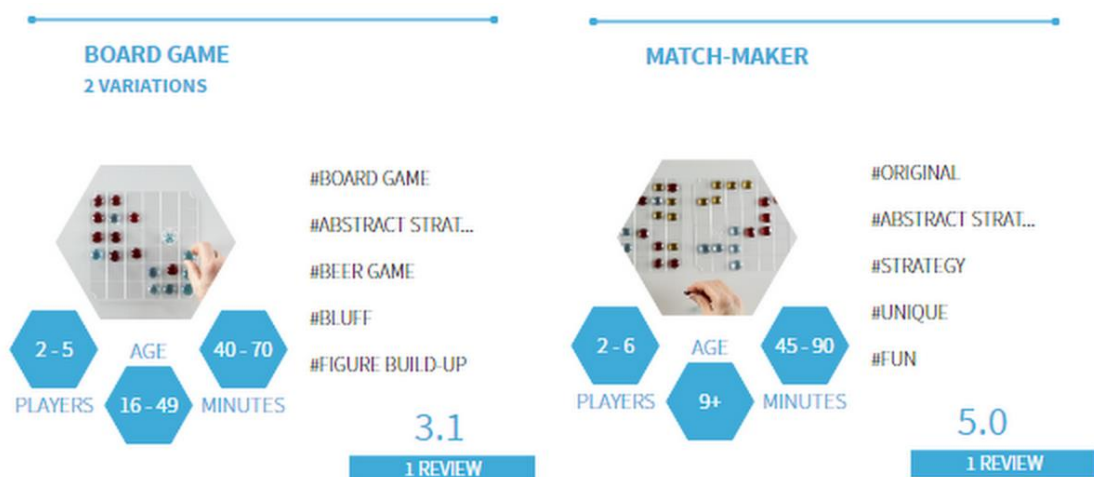 BOARD GAME
2 VARIATIONS
#BOARD GAME
#ABSTRACT STRAT...
#BEER GAME
#BLUFF
#FIGURE BUILD-UP
2 - 5
PLAYERS
AGE
16 - 49
40 - 70
MINUTES
3.1
1 REVIEW
MATCH-MAKER
#ORIGINAL
#ABSTRACT STRAT...
#STRATEGY
#UNIQUE
#FUN
2 - 6
PLAYERS
AGE
9+
45 - 90
MINUTES
5.0
1 REVIEW